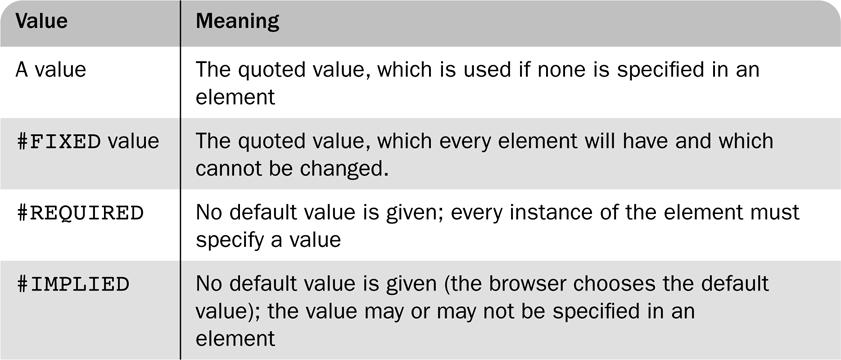 Value Meaning
A value The quoted value, which is used if none is specified in an
element
#FIXED value The quoted value, which every element will have and which
cannot be changed.
#REQUIRED No default value is given; every instance of the element must
specify a value
#IMPLIED No default value is given (the browser chooses the default
value); the value may or may not be specified in an
element